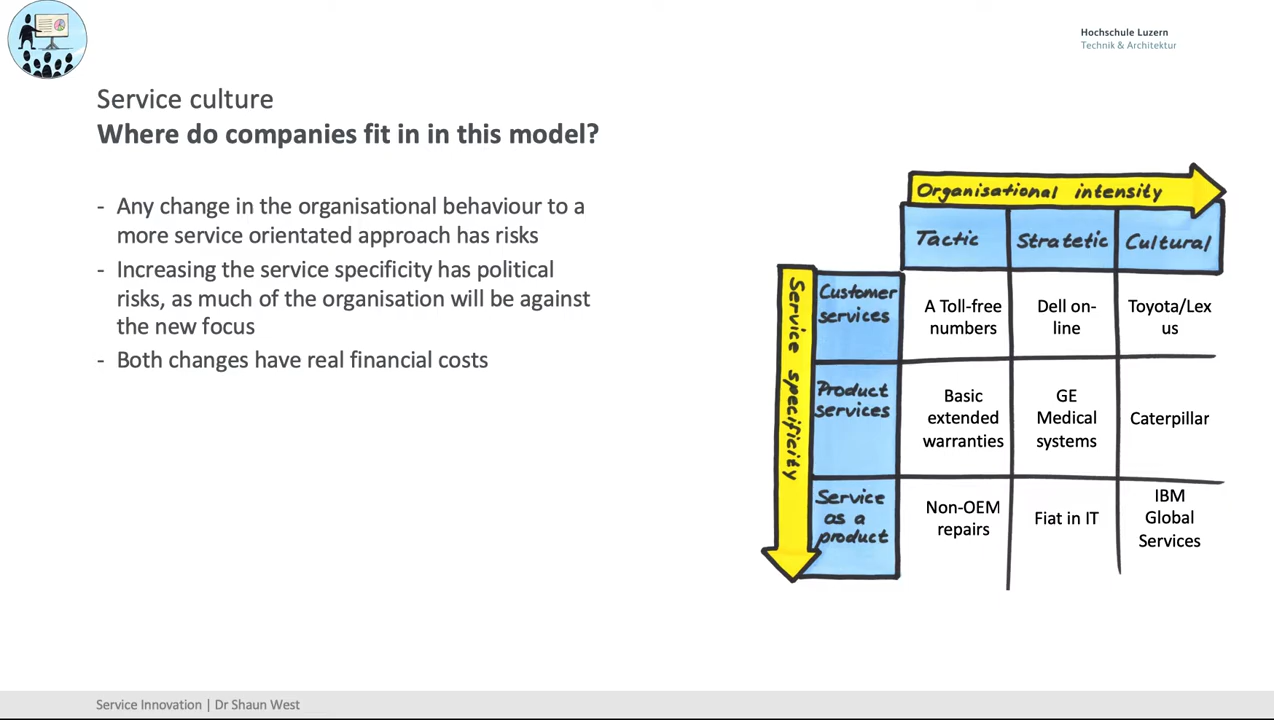 Hochschule Luzern
Technik & Architektur
Service culture
Where do companies fit in in this model?
- Any change in the organisational behaviour to a
more service orientated approach has risks
- Increasing the service specificity has political
risks, as much of the organisation will be against
the new focus
- Both changes have real financial costs
Organisational intensity
Tactic
Stratetic
Cultural
Service specificity
Customer
services
A Toll-free
numbers
Dell on-
line
Toyota/Lex
us
Product
services
Basic
extended
warranties
GE
Medical
systems
Caterpillar
Service
as a
product
Non-OEM
repairs
Fiat in IT
IBM
Global
Services
Service Innovation | Dr Shaun West